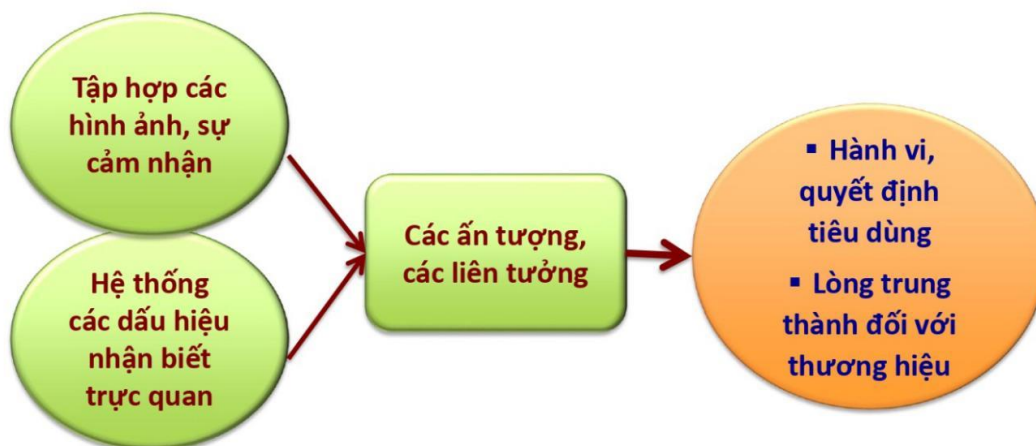 Tập hợp các
hình ảnh, sự
cảm nhận
Hệ thống
các dấu hiệu
nhận biết
trực quan
Các ấn tượng,
các liên tưởng
▪ Hành vi,
quyết định
tiêu dùng
▪ Lòng trung
thành đối với
thương hiệu